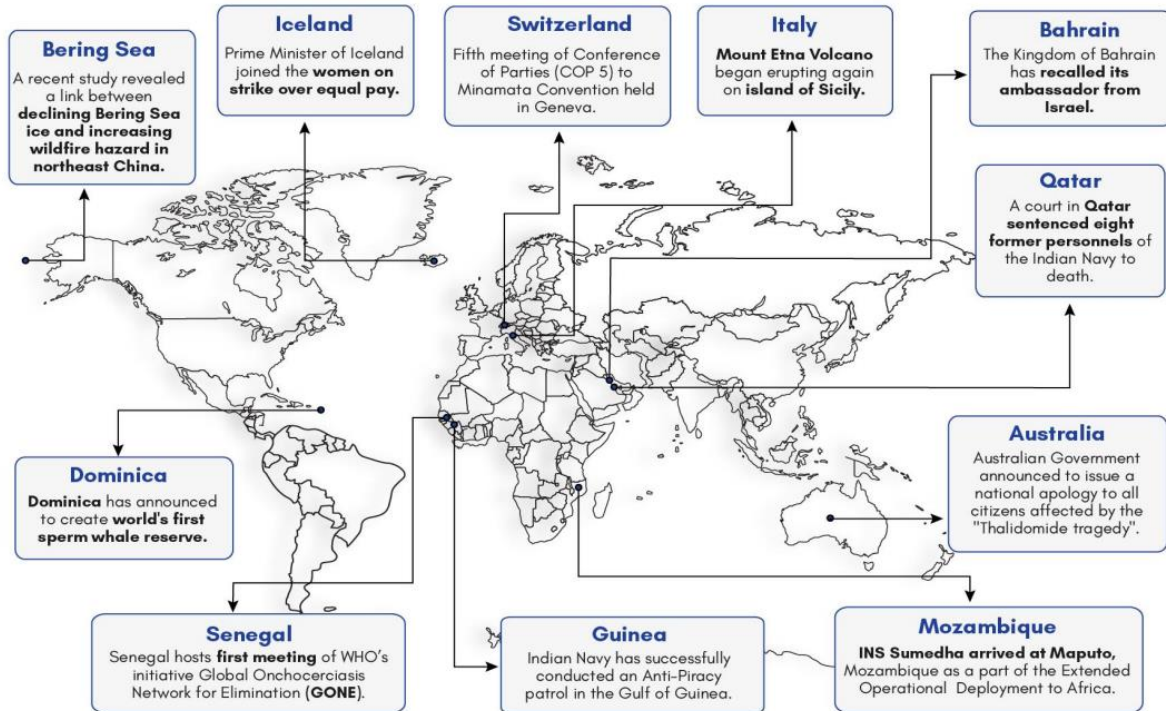 Bering Sea
A recent study revealed
a link between
declining Bering Sea
ice and increasing
wildfire hazard in
northeast China.
Iceland
Prime Minister of Iceland
joined the women on
strike over equal pay.
Switzerland
Fifth meeting of Conference
of Parties (COP 5) to
Minamata Convention held
in Geneva.
Italy
Mount Etna Volcano
began erupting again
on island of Sicily.
Bahrain
The Kingdom of Bahrain
has recalled its
ambassador from
Israel.
Qatar
A court in Qatar
sentenced eight
former personnels of
the Indian Navy to
death.
Dominica
Dominica has announced
to create world's first
sperm whale reserve.
Australia
Australian Government
announced to issue a
national apology to all
citizens affected by the
"Thalidomide tragedy".
Senegal
Senegal hosts first meeting of WHO's
initiative Global Onchocerciasis
Network for Elimination (GONE).
Guinea
Indian Navy has successfully
conducted an Anti-Piracy
patrol in the Gulf of Guinea.
Mozambique
INS Sumedha arrived at Maputo,
Mozambique as a part of the Extended
Operational Deployment to Africa.